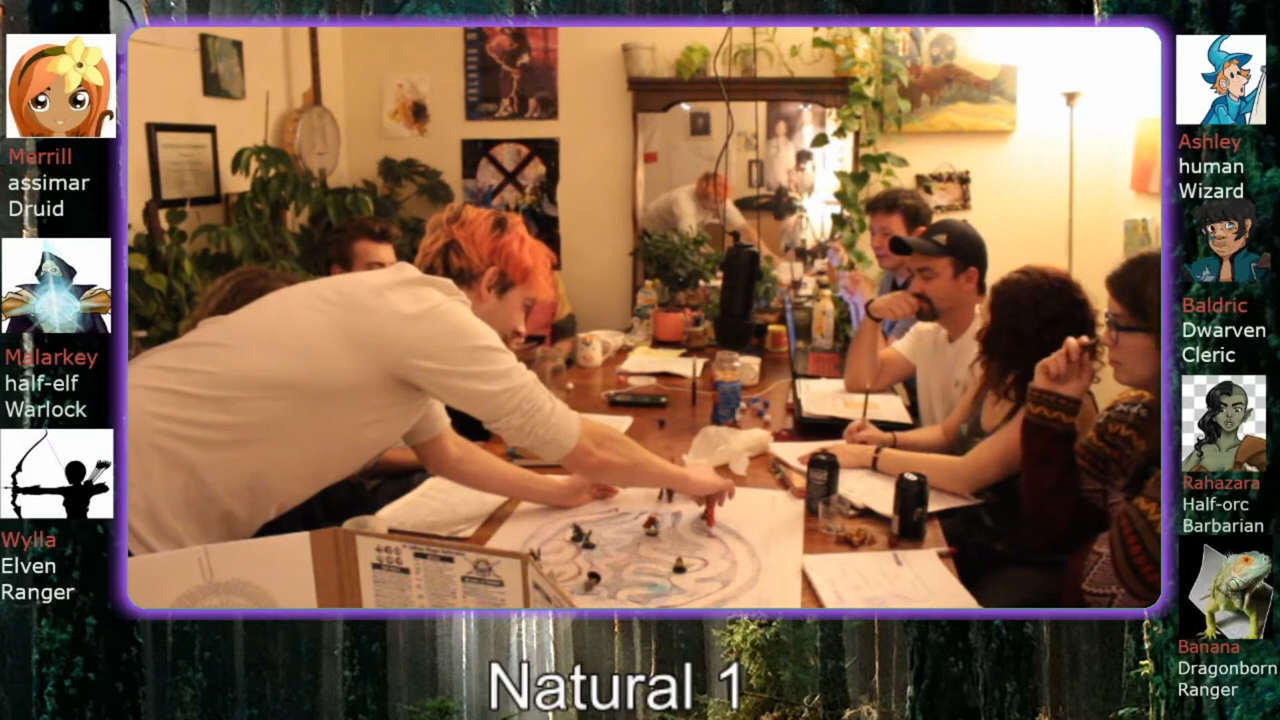 Merrill
assimar
Druid
Malarkey
half-elf
Warlock
Wylla
Elven
Ranger
Ashley
human
Wizard
Baldric
Dwarven
Cleric
Rahazara
Half-orc
Barbarian
Banana
Dragonborn
Ranger
Natural 1